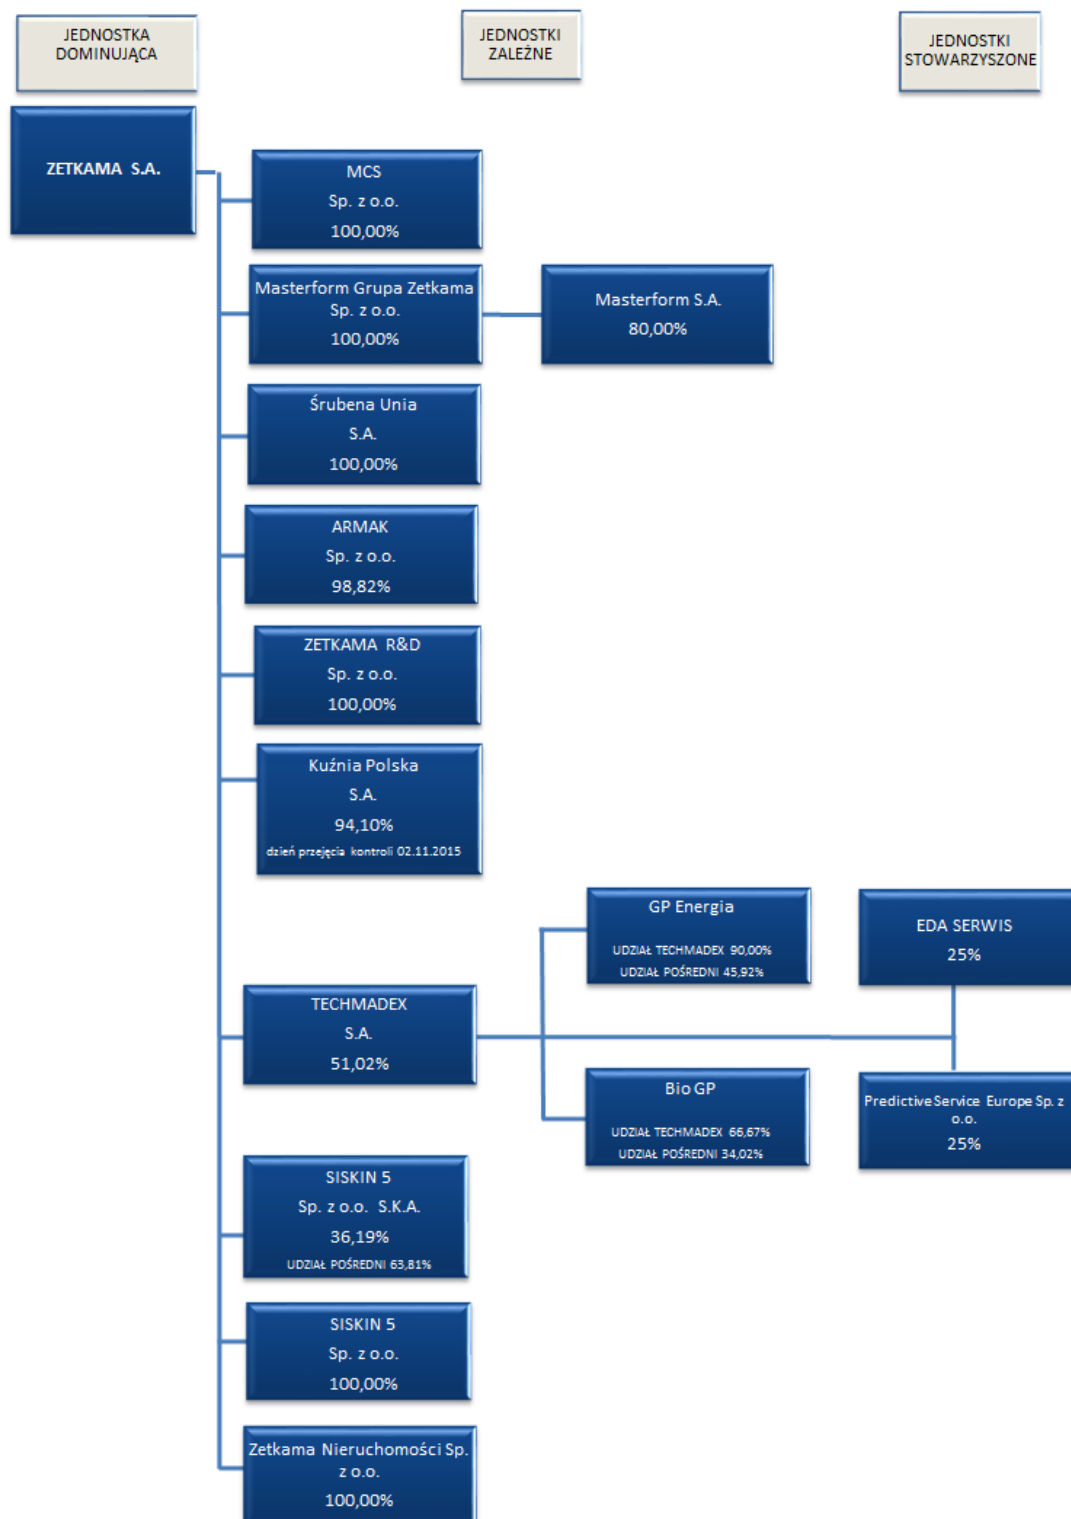 JEDNOSTKA
DOMINUJĄCA
JEDNOSTKI
ZALEŻNE
JEDNOSTKI
STOWARZYSZONE
ZETKAMA S.A.
MCS
Sp. z o.o.
100,00%
Masterform Grupa Zetkama
Sp. z o.o.
100,00%
Masterform S.A.
80,00%
Śrubena Unia
S.A.
100,00%
ARMAK
Sp. z o.o.
98,82%
ZETKAMA R&D
Sp. z o.o.
100,00%
Kuźnia Polska
S.A.
94,10%
dzień przejęcia kontroli 02.11.2015
TECHMADEX
S.A.
51,02%
GP Energia
UDZIAŁ TECHMADEX 90,00%
UDZIAŁ POŚREDNI 45,92%
EDA SERWIS
25%
Bio GP
UDZIAŁ TECHMADEX 66,67%
UDZIAŁ POŚREDNI 34,02%
Predictive Service Europe Sp. z
o.o.
25%
SISKIN 5
Sp. z o.o. S.K.A.
36,19%
UDZIAŁ POŚREDNI 63,81%
SISKIN 5
Sp. z o.o.
100,00%
Zetkama Nieruchomości Sp.
z o.o.
100,00%